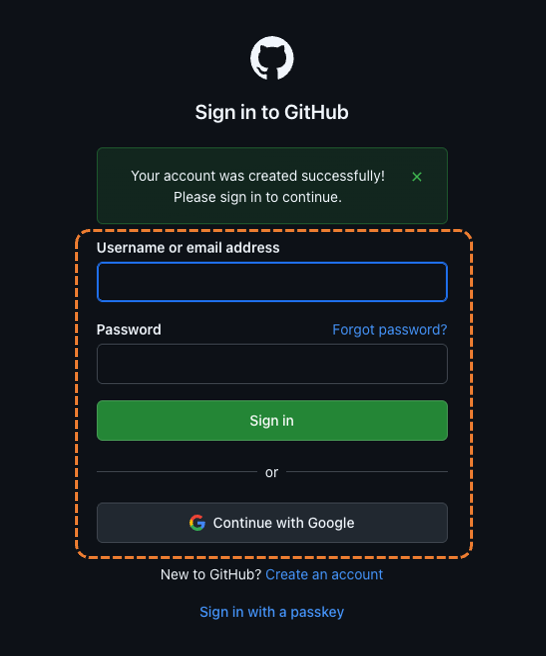 Sign in to GitHub
Your account was created successfully!
Please sign in to continue.
Username or email address
Password
Forgot password?
Sign in
or
Continue with Google
New to GitHub? Create an account
Sign in with a passkey